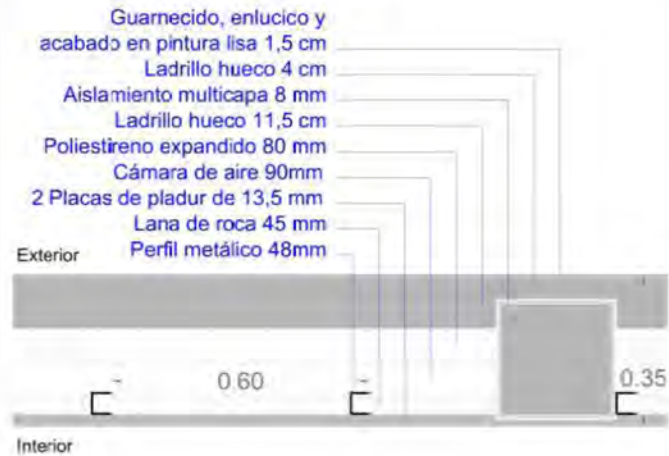 Guarnecido, enlucico y
acabado en pintura lisa 1,5 cm
Ladrillo hueco 4 cm
Aislamiento multicapa 8 mm
Ladrillo hueco 11,5 cm
Poliestireno expandido 80 mm
Cámara de aire 90mm
2 Placas de pladur de 13,5 mm
Lana de roca 45 mm
Perfil metálico 48mm
Exterior
0.60
0.35
Interior